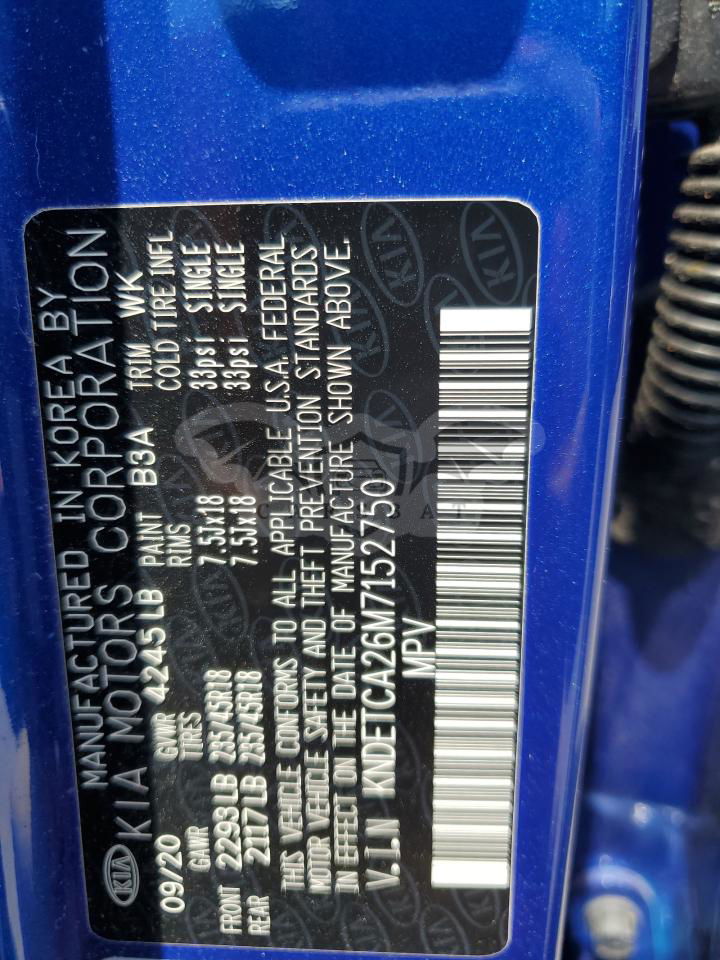 KIA
MANUFACTURED IN KOREA BY
KIA MOTORS CORPORATION
09/20 GVWR 4245LB PAINT B3A TRIM WK
GAWR TIRES RIMS COLD TIRE INFL
FRONT 2293LB 235/45R18 7.5Jx18 33psi SINGLE
REAR 2117LB 235/45R18 7.5Jx18 33psi SINGLE
THIS VEHICLE CONFORMS TO ALL APPLICABLE U.S.A. FEDERAL
MOTOR VEHICLE SAFETY AND THEFT PREVENTION STANDARDS
IN EFFECT ON THE DATE OF MANUFACTURE SHOWN ABOVE.
V.I.N KNDETCA26M7152750
MPV